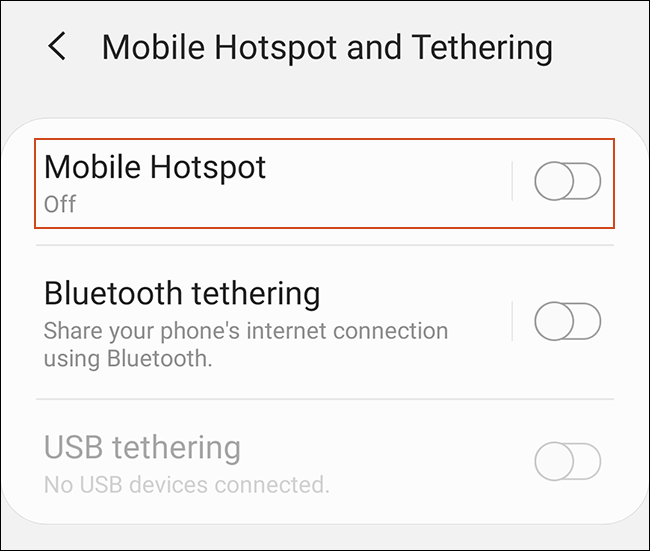 Mobile Hotspot and Tethering
Mobile Hotspot
Off
Bluetooth tethering
Share your phone's internet connection
using Bluetooth.
USB tethering
No USB devices connected.